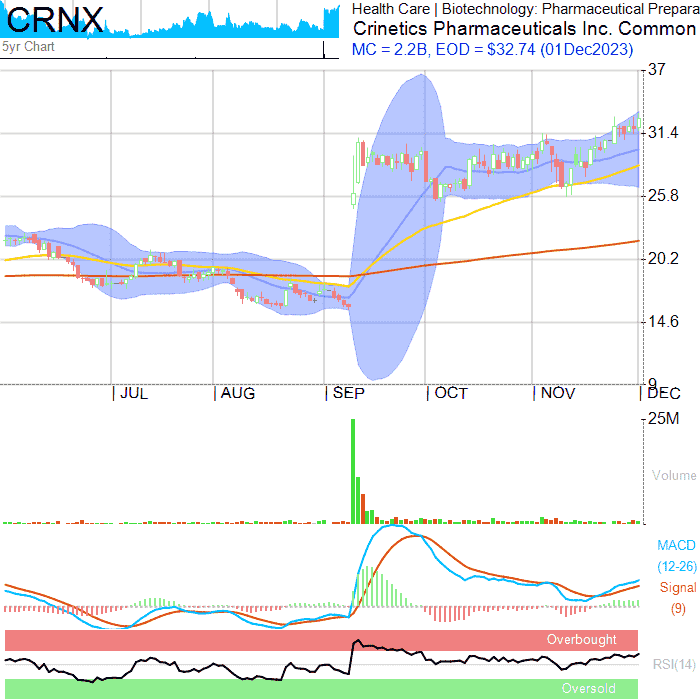 CRNX
5yr Chart
Health Care | Biotechnology: Pharmaceutical Prepara
Crinetics Pharmaceuticals Inc. Common
MC = 2.2B, EOD = $32.74 (01Dec2023)
37
31.4
25.8
20.2
14.6
9
JUL
AUG
SEP
OCT
NOV
DEC
25M
Volume
MACD
(12-26)
Signal
(9)
Overbought
RSI(14)
Oversold